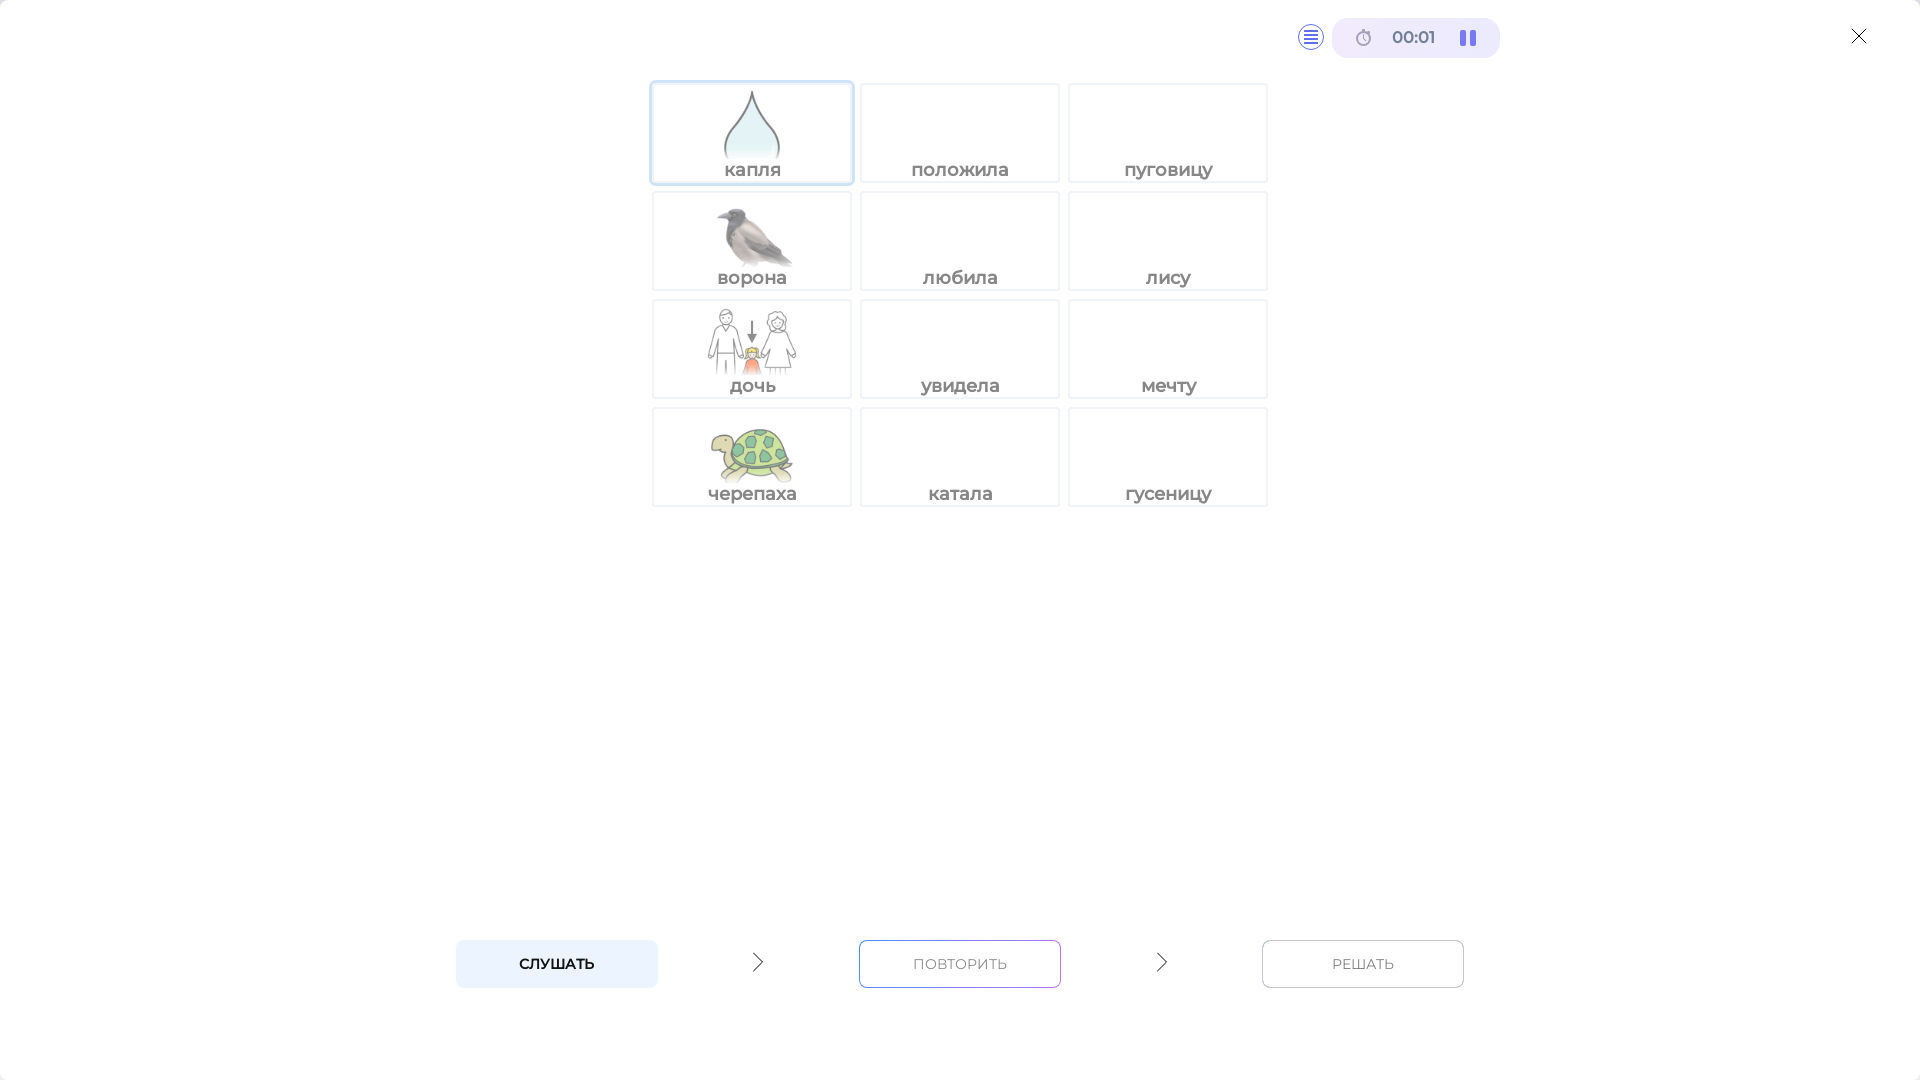 00:01
капля положила пуговицу
ворона любила лису
дочь увидела мечту
черепаха катала гусеницу
СЛУШАТЬ ПОВТОРИТЬ РЕШАТЬ